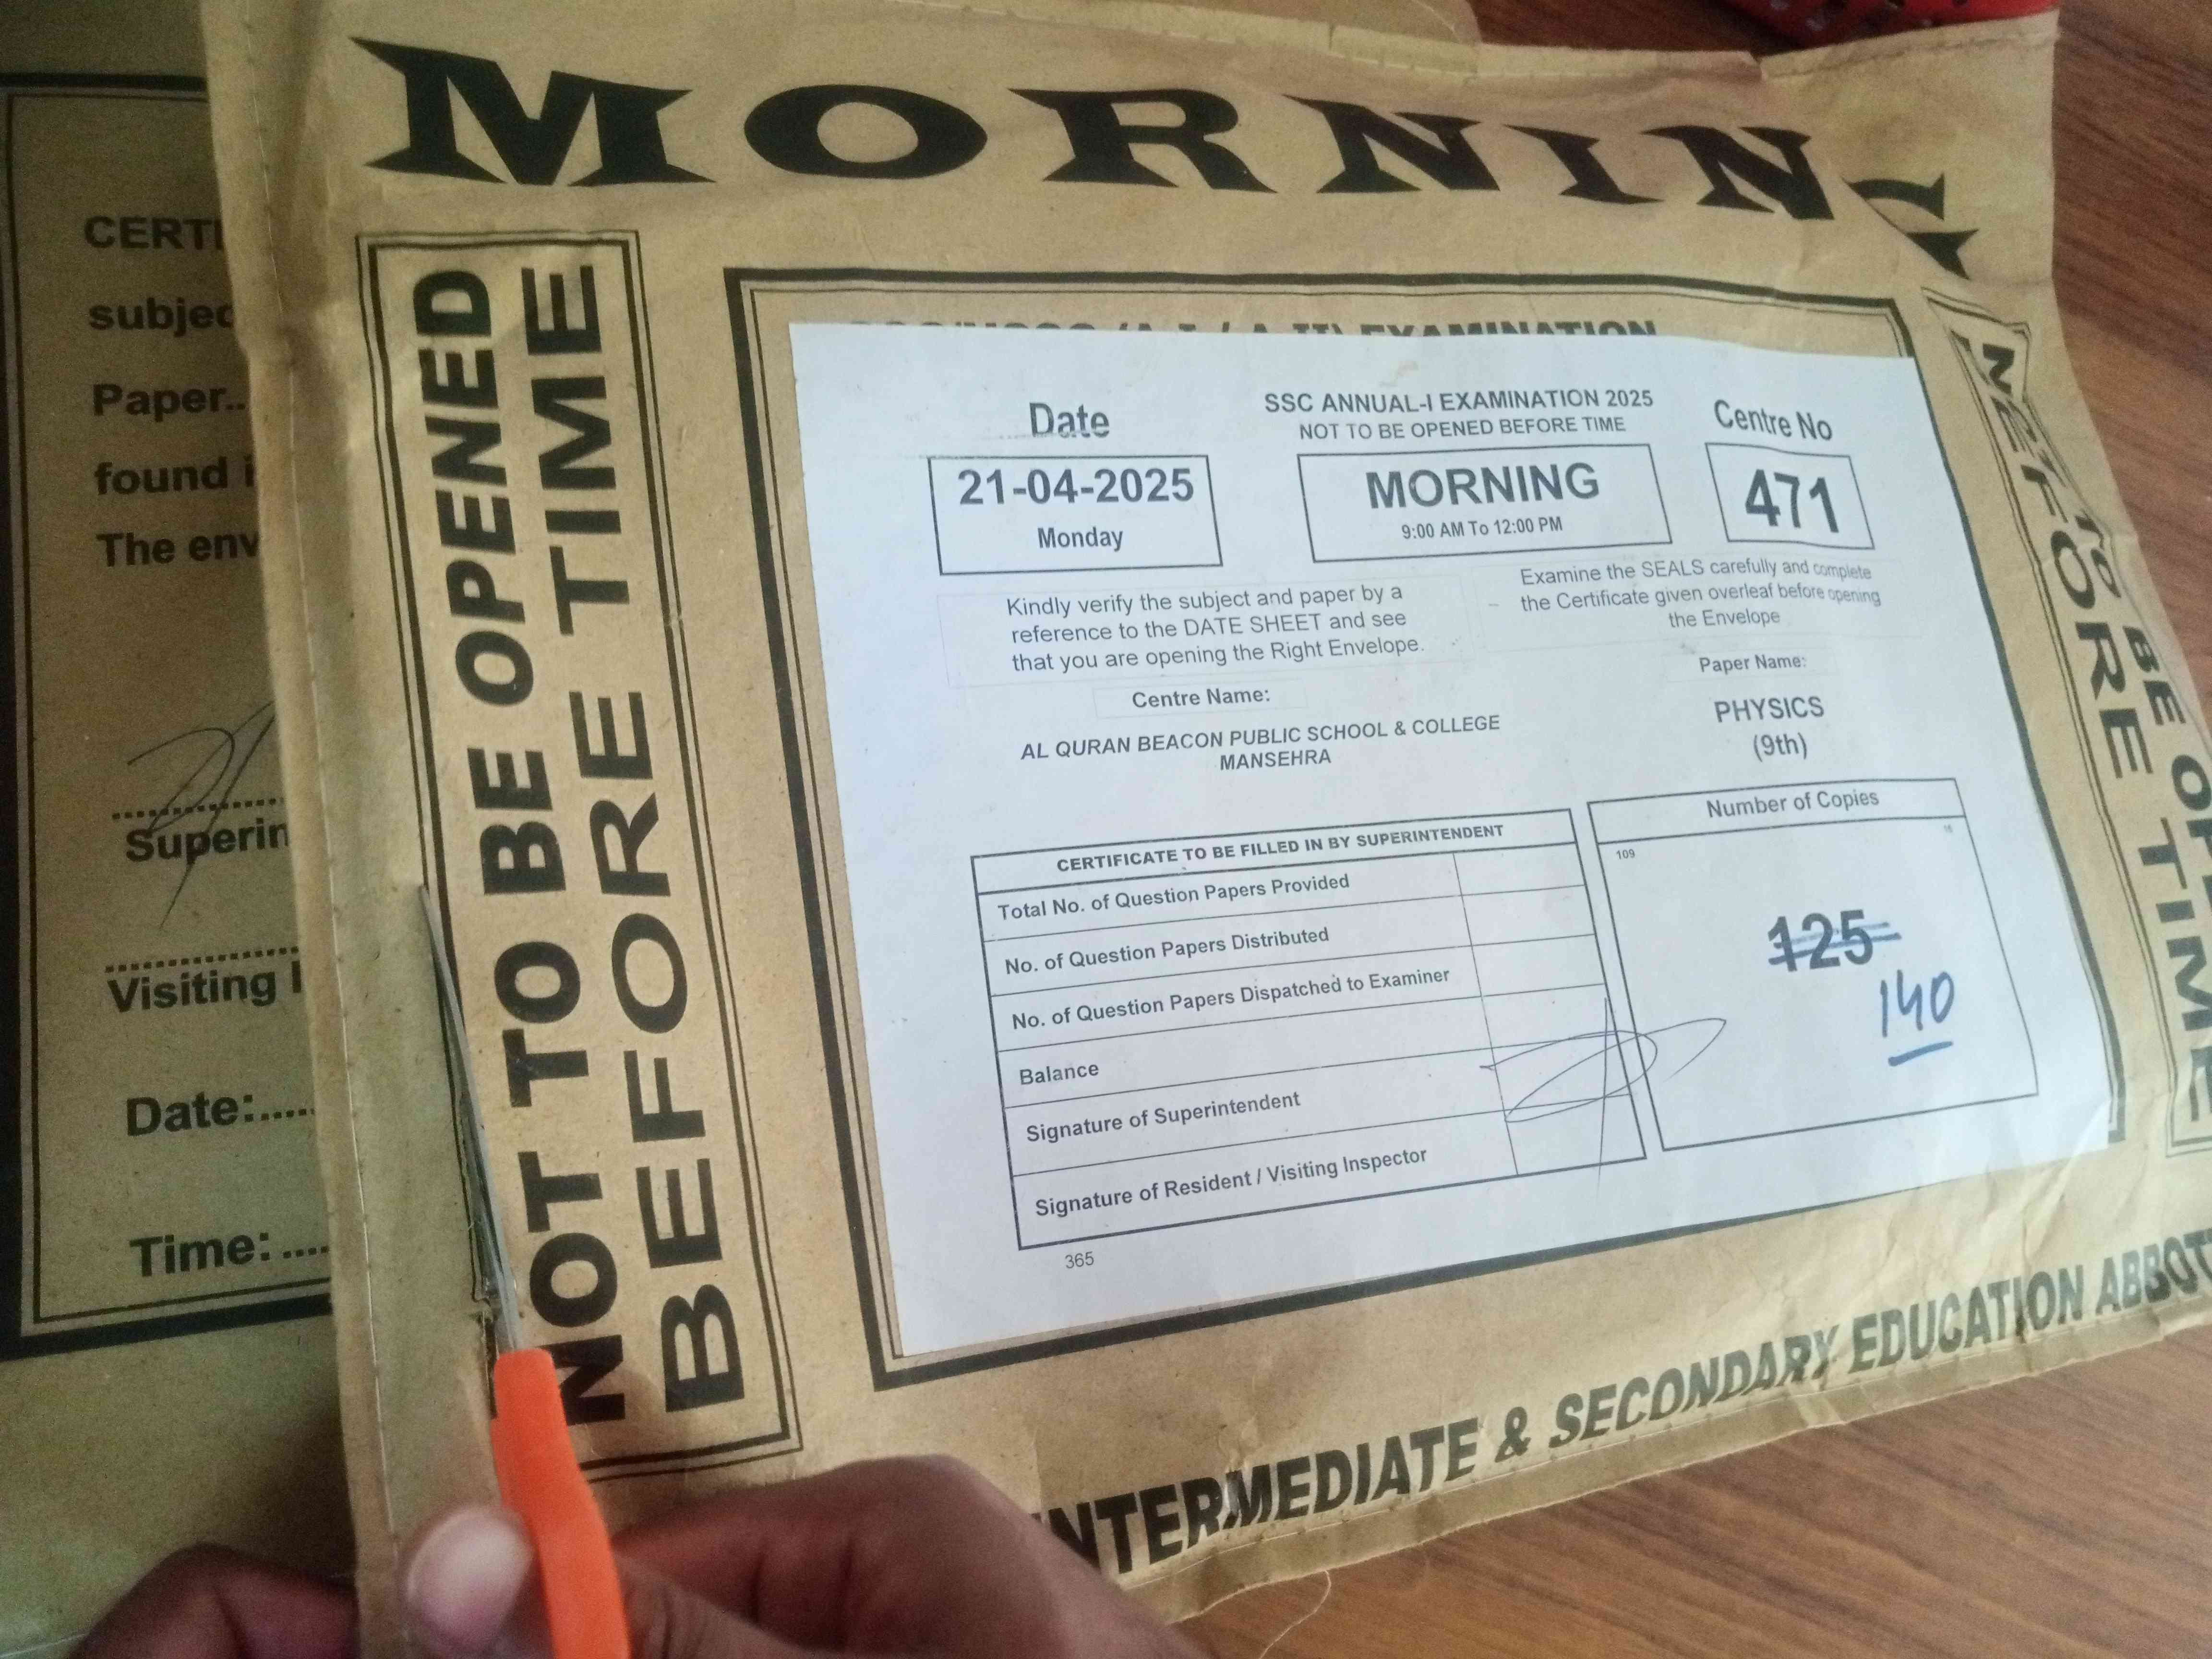 MORNING
NOT TO BE OPENED
BEFORE TIME
EXAMINATION
Date
21-04-2025
Monday
SSC ANNUAL-I EXAMINATION 2025
NOT TO BE OPENED BEFORE TIME
MORNING
9:00 AM To 12:00 PM
Centre No
471
Kindly verify the subject and paper by a
reference to the DATE SHEET and see
that you are opening the Right Envelope.
Examine the SEALS carefully and complete
the Certificate given overleaf before opening
the Envelope
Centre Name:
AL QURAN BEACON PUBLIC SCHOOL & COLLEGE
MANSEHRA
Paper Name:
PHYSICS
(9th)
CERTIFICATE TO BE FILLED IN BY SUPERINTENDENT
Total No. of Question Papers Provided
No. of Question Papers Distributed
No. of Question Papers Dispatched to Examiner
Balance
Signature of Superintendent
Signature of Resident / Visiting Inspector
Number of Copies
109
125
140
365
TO BE OPE
BEFORE TIME
INTERMEDIATE & SECONDARY EDUCATION ABBOT
CERTI
subjec
Paper..
found i
The env
Superin
Visiting I
Date:.....
Time:....